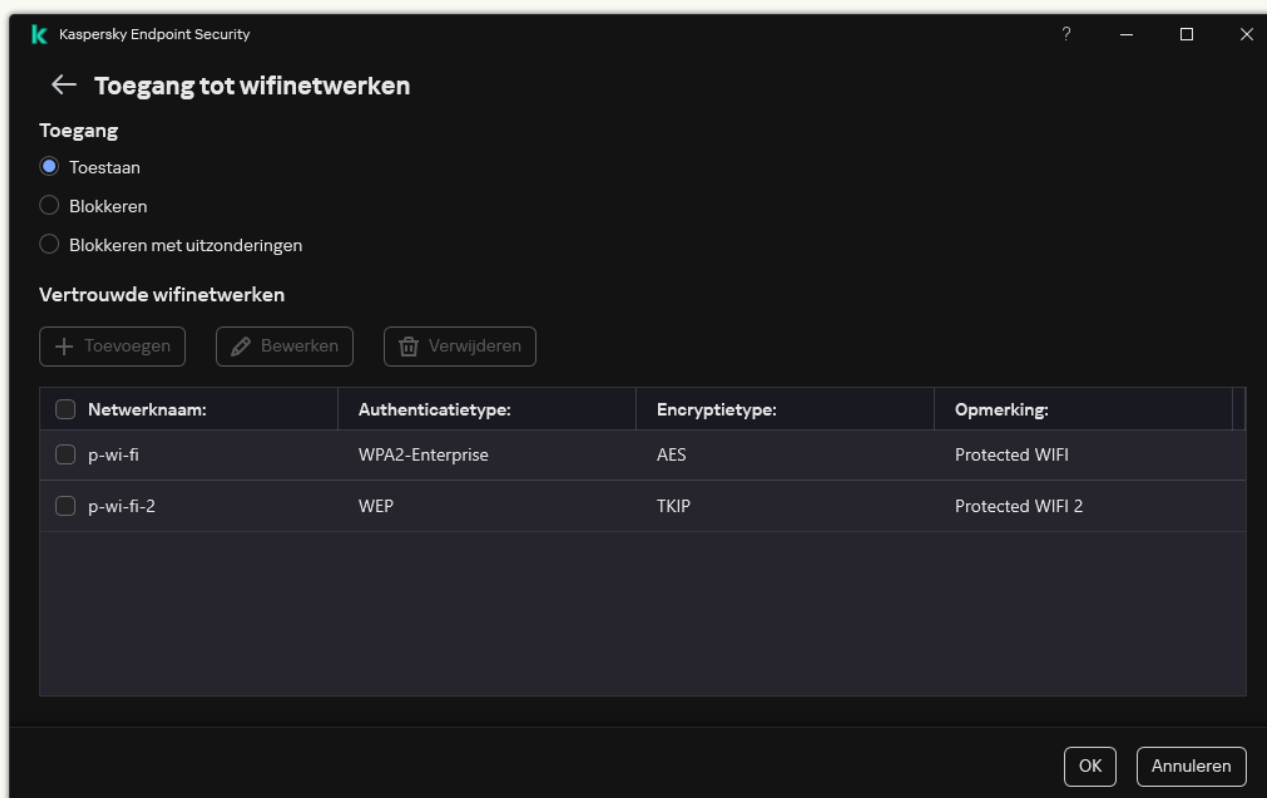 Kaspersky Endpoint Security ?
Toegang tot wifinetwerken
Toegang
Toestaan
Blokkeren
Blokkeren met uitzonderingen
Vertrouwde wifinetwerken
Toevoegen Bewerken Verwijderen
Netwerknaam: Authenticatietype: Encryptietype: Opmerking:
p-wi-fi WPA2-Enterprise AES Protected WIFI
p-wi-fi-2 WEP TKIP Protected WIFI 2
OK Annuleren